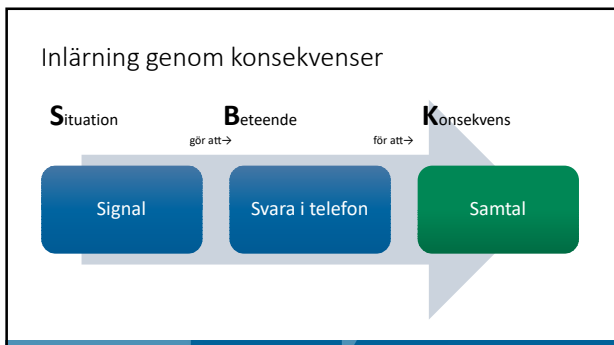 Inlärning genom konsekvenser
Situation Beteende Konsekvens
gör att→ för att→
Signal Svara i telefon Samtal